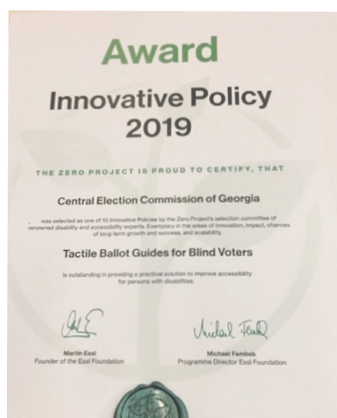 Award
Innovative Policy
2019
THE ZERO PROJECT IS PROUD TO CERTIFY, THAT
Central Election Commission of Georgia
was selected as one of 10 Innovative Policies by the Zero Project's selection committee of
renowned disability and accessibility experts. Exemplary in the areas of innovation, impact, chances
of long-term growth and success, and scalability.
Tactile Ballot Guides for Blind Voters
is outstanding in providing a practical solution to improve accessibility
for persons with disabilities.
Martin Essl
Founder of the Essl Foundation
Michael Fembek
Programme Director Essl Foundation